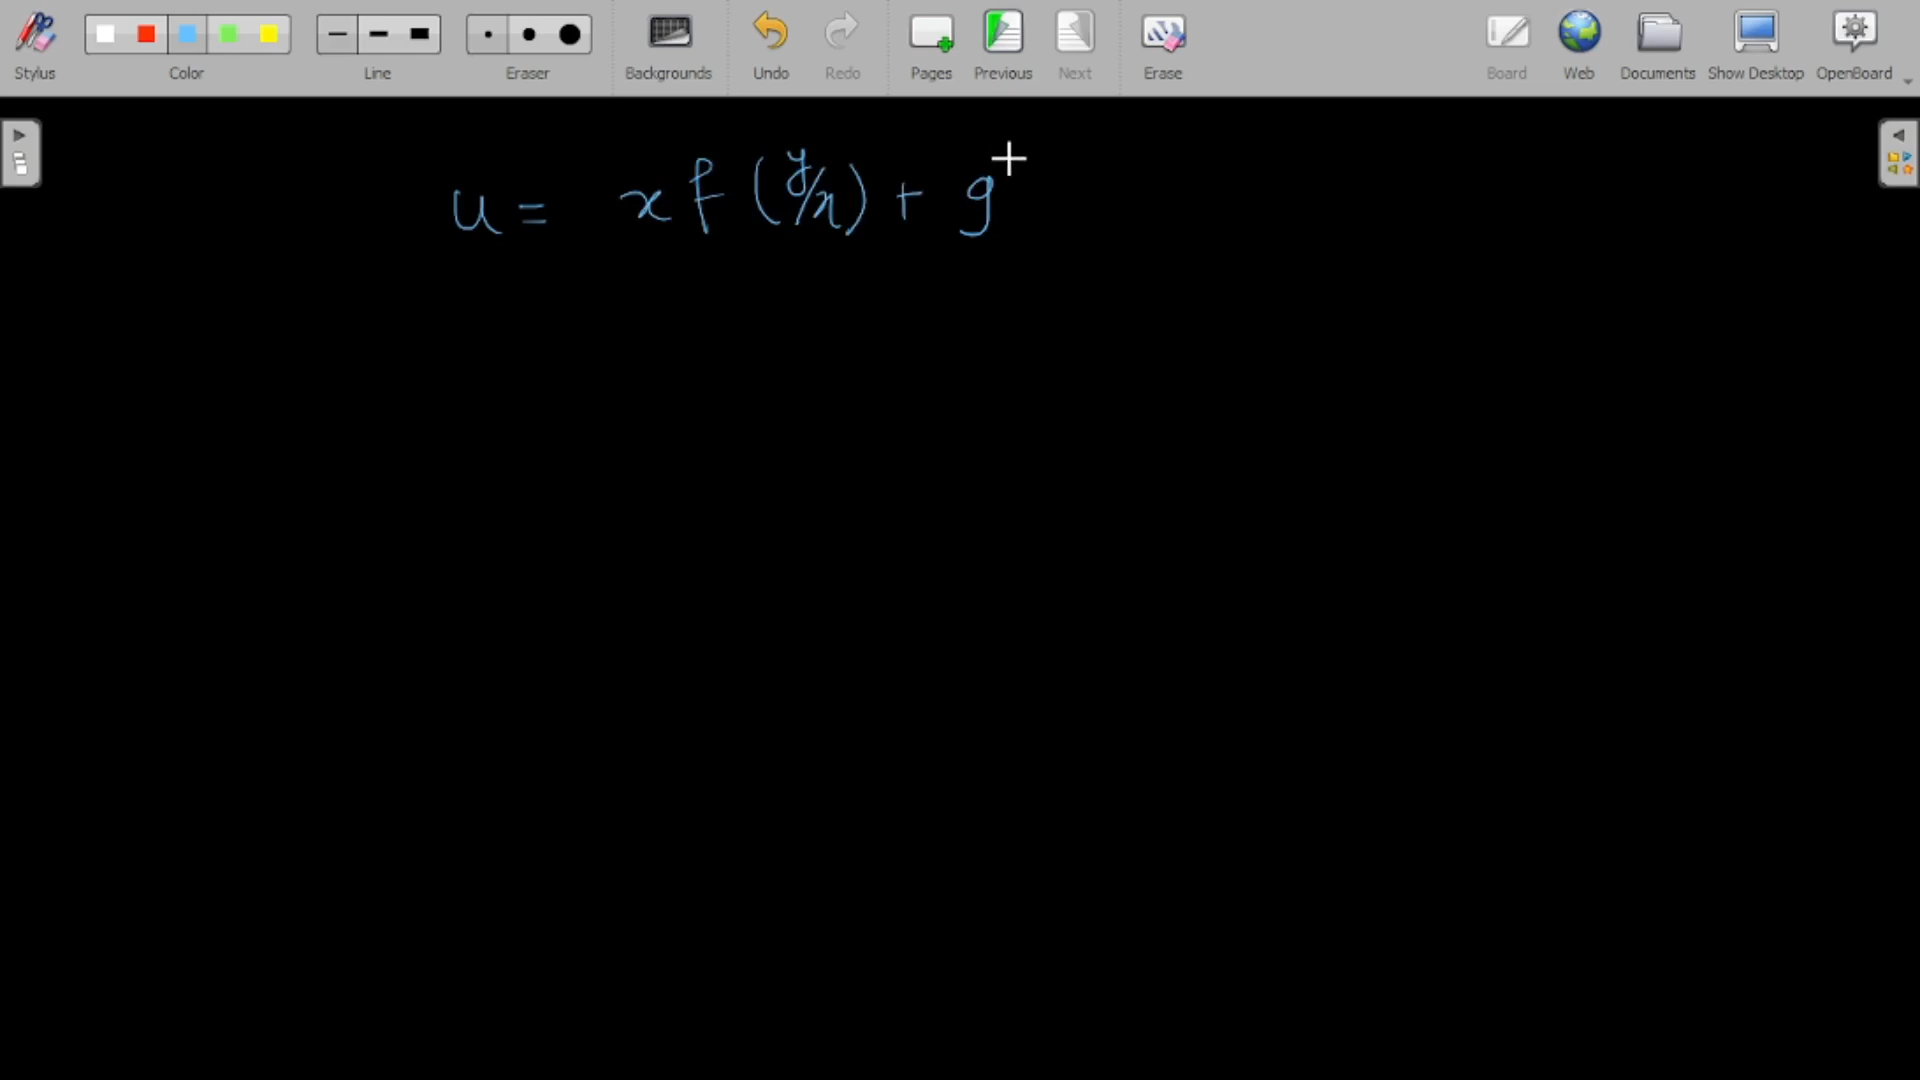 Stylus Color Line Eraser Backgrounds Undo Redo Pages Previous Next Erase Board Web Documents Show Desktop OpenBoard
u = x f (y/x) + g